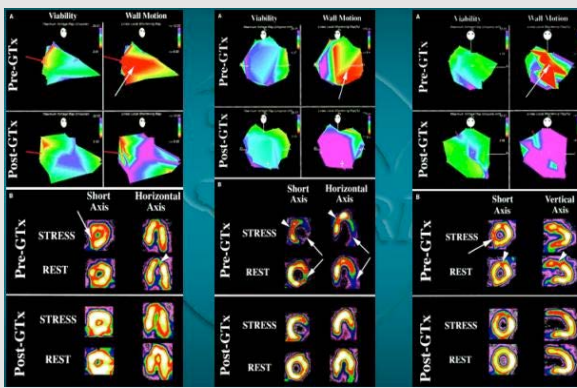 A
Viability Wall Motion
Pre-GTx
Post-GTx
B
Short Axis Horizontal Axis
Pre-GTx
STRESS
REST
Post-GTx
STRESS
REST
A
Viability Wall Motion
Pre-GTx
Post-GTx
B
Short Axis Horizontal Axis
Pre-GTx
STRESS
REST
Post-GTx
STRESS
REST
A
Viability Wall Motion
Pre-GTx
Post-GTx
B
Short Axis Vertical Axis
Pre-GTx
STRESS
REST
Post-GTx
STRESS
REST